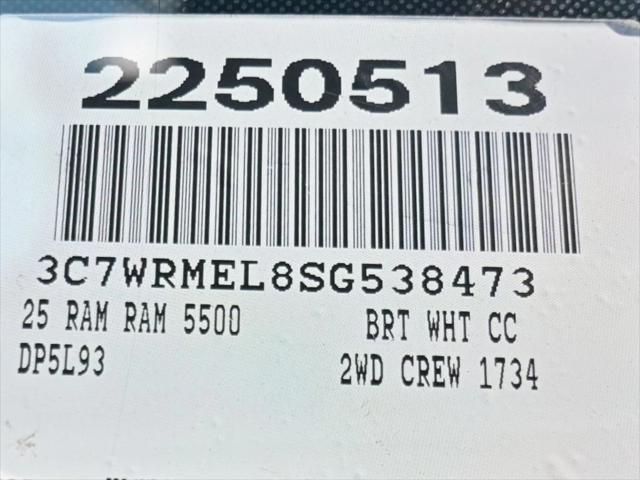 2250513
3C7WRMEL8SG538473
25 RAM RAM 5500 BRT WHT CC
DP5L93 2WD CREW 1734